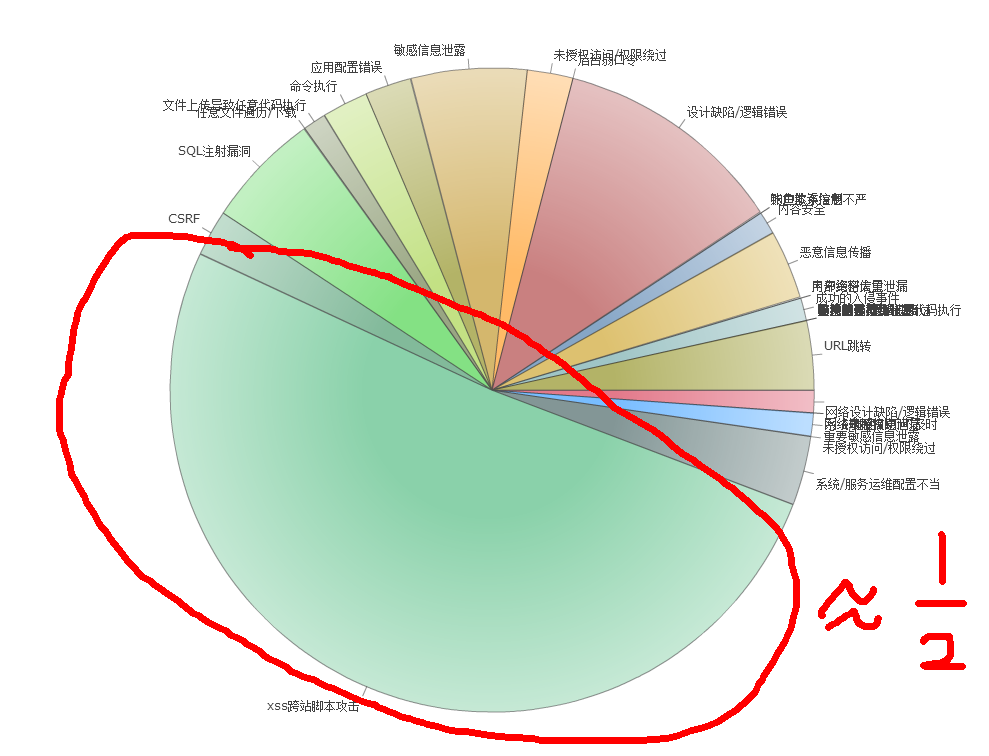 敏感信息泄露
未授权访问/权限绕过
后台弱口令
应用配置错误
命令执行
文件上传导致任意代码执行
任意文件遍历/下载
设计缺陷/逻辑错误
SQL注射漏洞
CSRF
内容安全
恶意信息传播
成功的入侵事件
URL跳转
网络设计缺陷/逻辑错误
重要敏感信息泄露
未授权访问/权限绕过
系统/服务运维配置不当
xss跨站脚本攻击
≈ 1/2